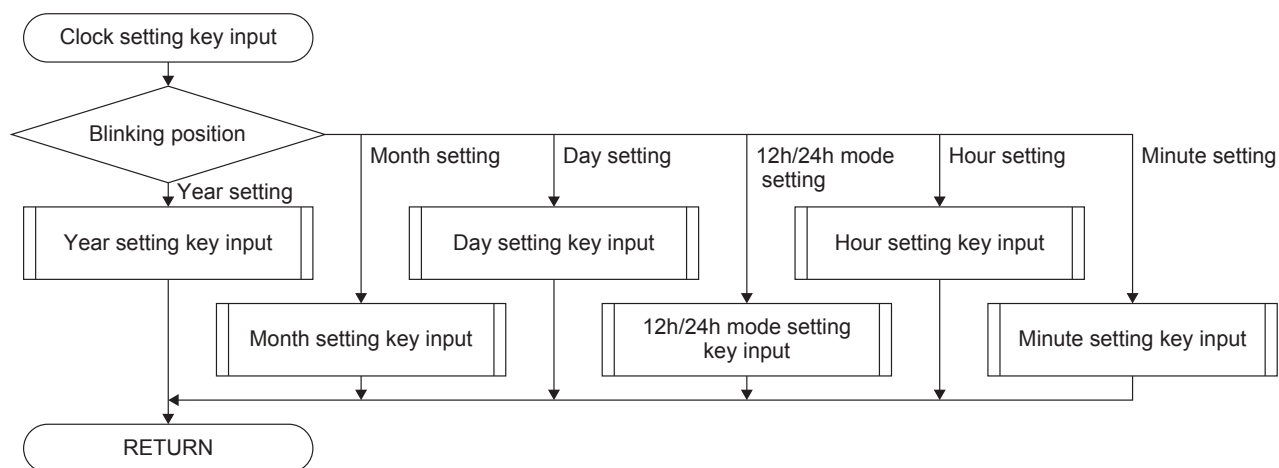 Clock setting key input
Blinking position
Month setting
Day setting
12h/24h mode
setting
Hour setting
Minute setting
Year setting
Year setting key input
Day setting key input
Hour setting key input
Month setting key input
12h/24h mode setting
key input
Minute setting key input
RETURN